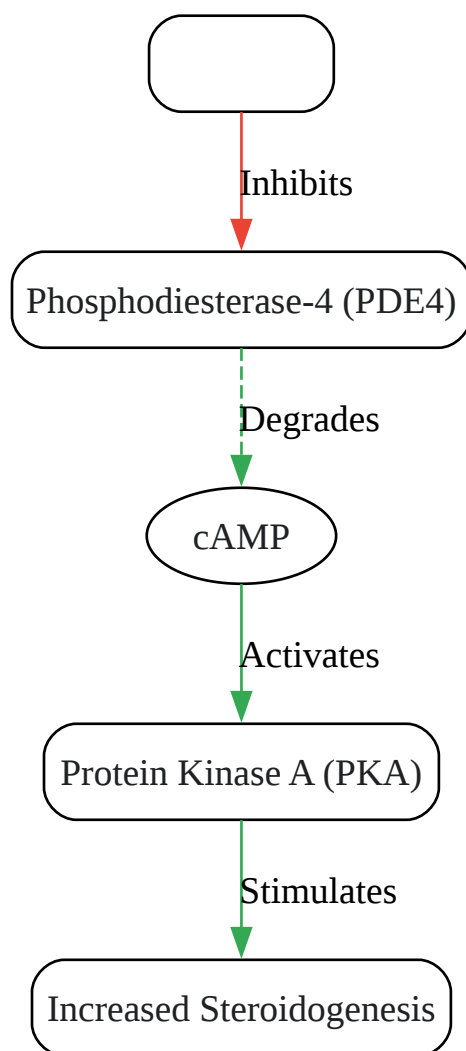 Inhibits
Phosphodiesterase-4 (PDE4)
Degrades
cAMP
Activates
Protein Kinase A (PKA)
Stimulates
Increased Steroidogenesis